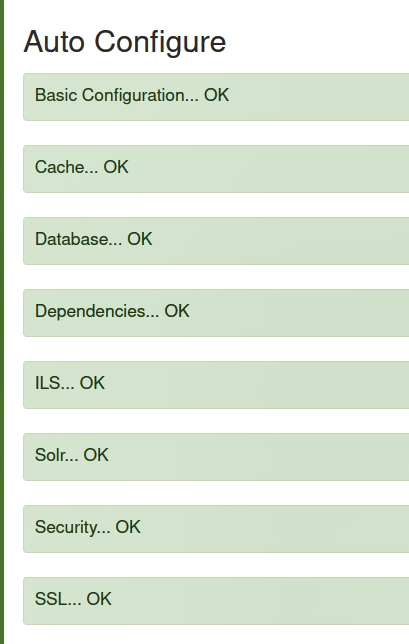 Auto Configure
Basic Configuration... OK
Cache... OK
Database... OK
Dependencies... OK
ILS... OK
Solr... OK
Security... OK
SSL... OK